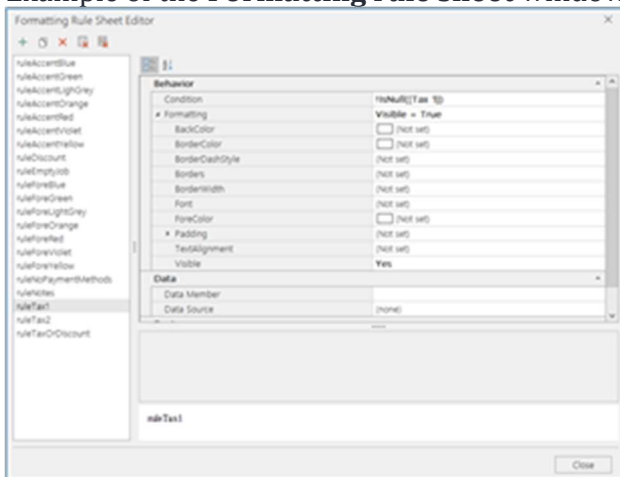 Example of the Formatting rule Sheet window
Formatting Rule Sheet Editor
ruleAccentBlue
ruleAccentGreen
ruleAccentLighGrey
ruleAccentOrange
ruleAccentRed
ruleAccentViolet
ruleAccentYellow
ruleDiscount
ruleEmptyJob
ruleForeBlue
ruleForeGreen
ruleForeLightGrey
ruleForeOrange
ruleForeRed
ruleForeViolet
ruleForeYellow
ruleNoPaymentMethods
ruleNotes
ruleTax1
ruleTax2
ruleTaxOrDiscount
Behavior
Condition !IsNull([Tax 1])
Formatting Visible = True
BackColor (Not set)
BorderColor (Not set)
BorderDashStyle (Not set)
Borders (Not set)
BorderWidth (Not set)
Font (Not set)
ForeColor (Not set)
Padding (Not set)
TextAlignment (Not set)
Visible Yes
Data
Data Member
Data Source (none)
ruleTax1
Close